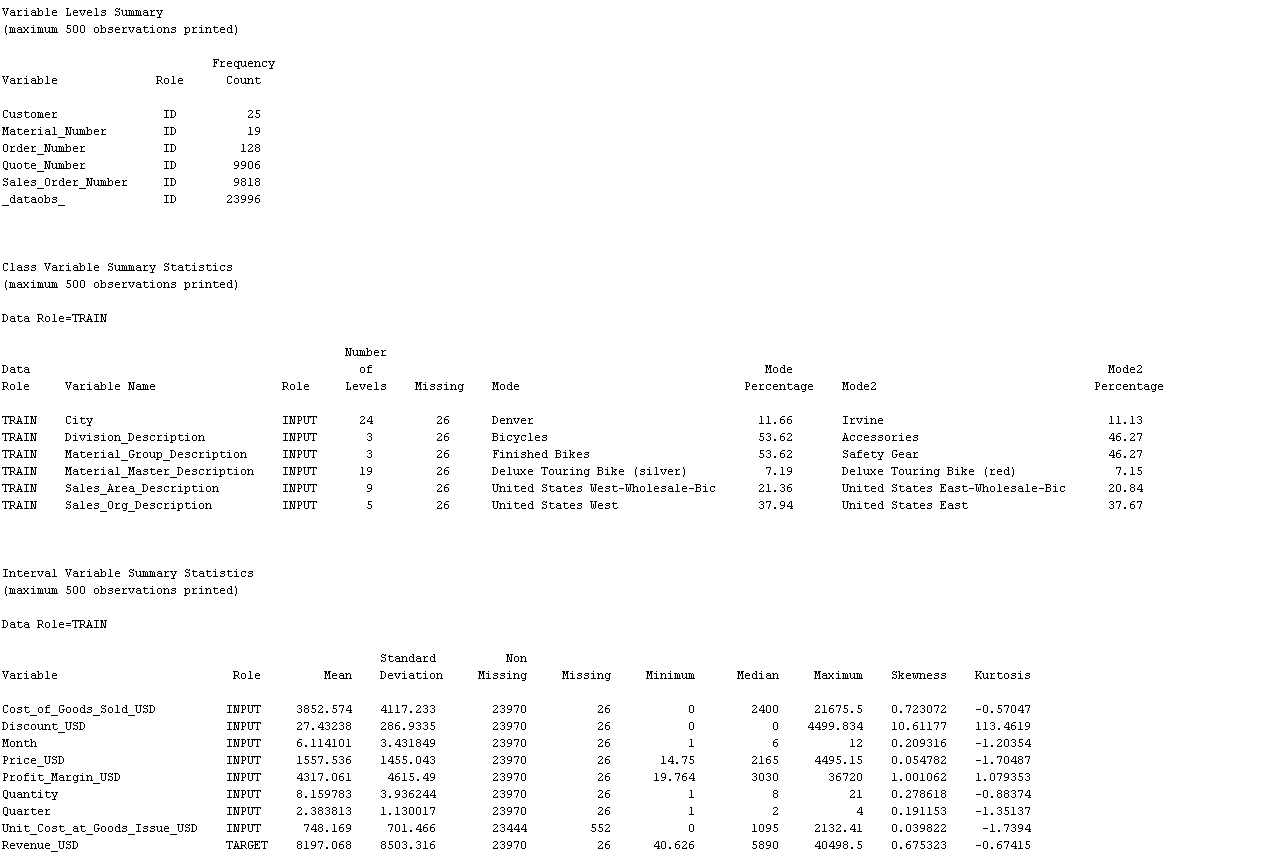 Variable Levels Summary
(maximum 500 observations printed)
Frequency
Variable Role Count
Customer ID 25
Material_Number ID 19
Order_Number ID 128
Quote_Number ID 9906
Sales_Order_Number ID 9818
_dataobs_ ID 23996
Class Variable Summary Statistics
(maximum 500 observations printed)
Data Role=TRAIN
Number
Data of Mode Mode2
Role Variable Name Role Levels Missing Mode Percentage Mode2 Percentage
TRAIN City INPUT 24 26 Denver 11.66 Irvine 11.13
TRAIN Division_Description INPUT 3 26 Bicycles 53.62 Accessories 46.27
TRAIN Material_Group_Description INPUT 3 26 Finished Bikes 53.62 Safety Gear 46.27
TRAIN Material_Master_Description INPUT 19 26 Deluxe Touring Bike (silver) 7.19 Deluxe Touring Bike (red) 7.15
TRAIN Sales_Area_Description INPUT 9 26 United States West-Wholesale-Bic 21.36 United States East-Wholesale-Bic 20.84
TRAIN Sales_Org_Description INPUT 5 26 United States West 37.94 United States East 37.67
Interval Variable Summary Statistics
(maximum 500 observations printed)
Data Role=TRAIN
Standard Non
Variable Role Mean Deviation Missing Missing Minimum Median Maximum Skewness Kurtosis
Cost_of_Goods_Sold_USD INPUT 3852.574 4117.233 23970 26 0 2400 21675.5 0.723072 -0.57047
Discount_USD INPUT 27.43238 286.9335 23970 26 0 0 4499.834 10.61177 113.4619
Month INPUT 6.114101 3.431849 23970 26 1 6 12 0.209316 -1.20354
Price_USD INPUT 1557.536 1455.043 23970 26 14.75 2165 4495.15 0.054782 -1.70487
Profit_Margin_USD INPUT 4317.061 4615.49 23970 26 19.764 3030 36720 1.001062 1.079353
Quantity INPUT 8.159783 3.936244 23970 26 1 8 21 0.278618 -0.88374
Quarter INPUT 2.383813 1.130017 23970 26 1 2 4 0.191153 -1.35137
Unit_Cost_at_Goods_Issue_USD INPUT 748.169 701.466 23444 552 0 1095 2132.41 0.039822 -1.7394
Revenue_USD TARGET 8197.068 8503.316 23970 26 40.626 5890 40498.5 0.675323 -0.67415